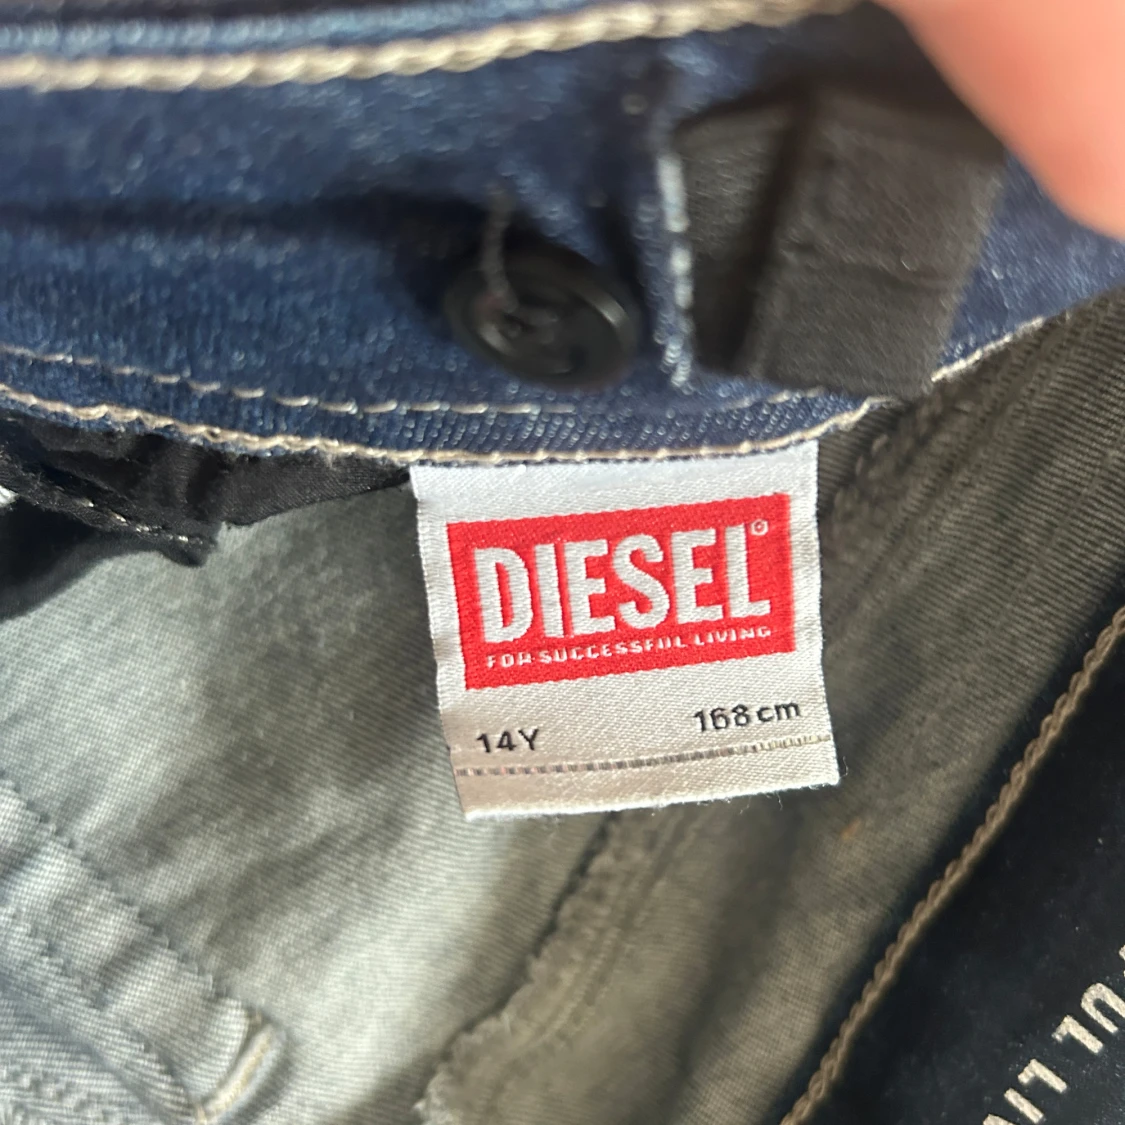 DIESEL®
FOR SUCCESSFUL LIVING
14Y 168cm